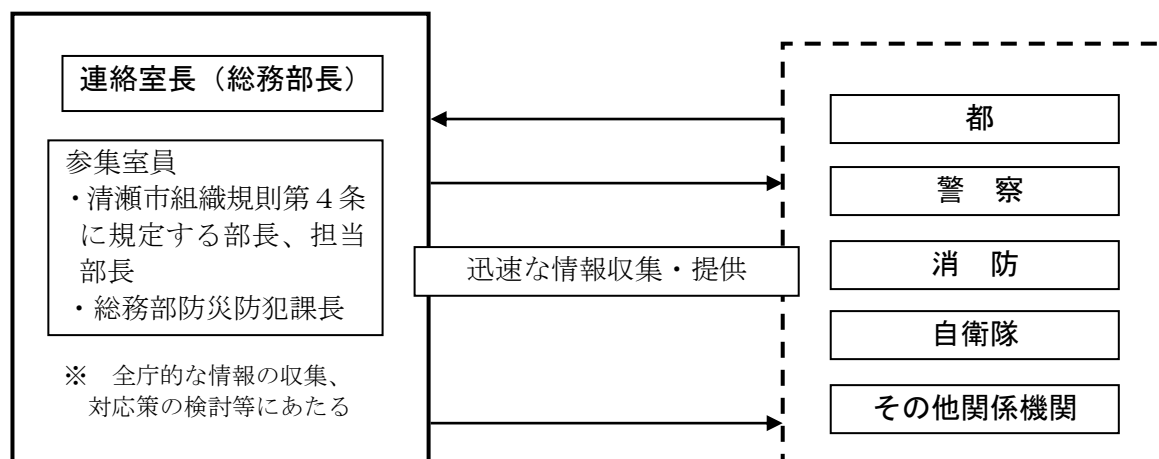 連絡室長（総務部長）
参集室員
・清瀬市組織規則第４条
に規定する部長、担当
部長
・総務部防災防犯課長
※　全庁的な情報の収集、
対応策の検討等にあたる
迅速な情報収集・提供
都
警　察
消　防
自衛隊
その他関係機関